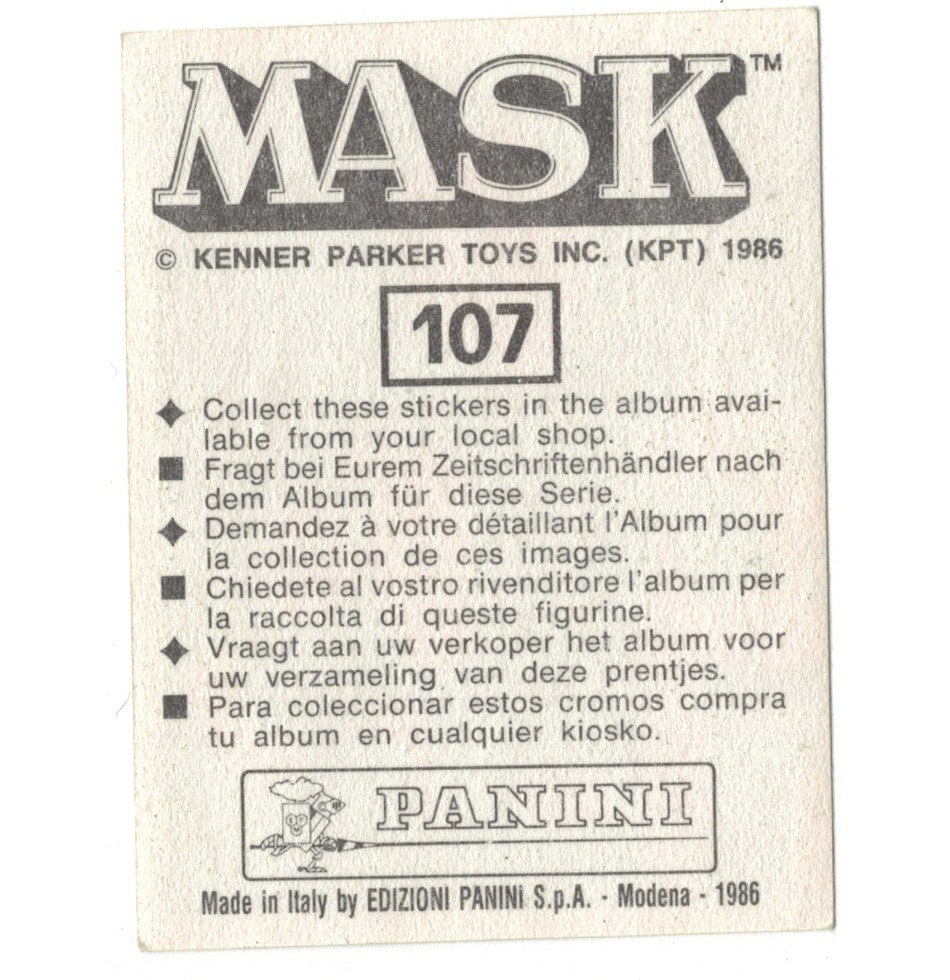 MASK™
© KENNER PARKER TOYS INC. (KPT) 1986
107
◆ Collect these stickers in the album avai-
lable from your local shop.
■ Fragt bei Eurem Zeitschriftenhändler nach
dem Album für diese Serie.
◆ Demandez à votre détaillant l'Album pour
la collection de ces images.
■ Chiedete al vostro rivenditore l'album per
la raccolta di queste figurine.
◆ Vraagt aan uw verkoper het album voor
uw verzameling van deze prentjes.
■ Para coleccionar estos cromos compra
tu album en cualquier kiosko.
PANINI
Made in Italy by EDIZIONI PANINI S.p.A. - Modena - 1986